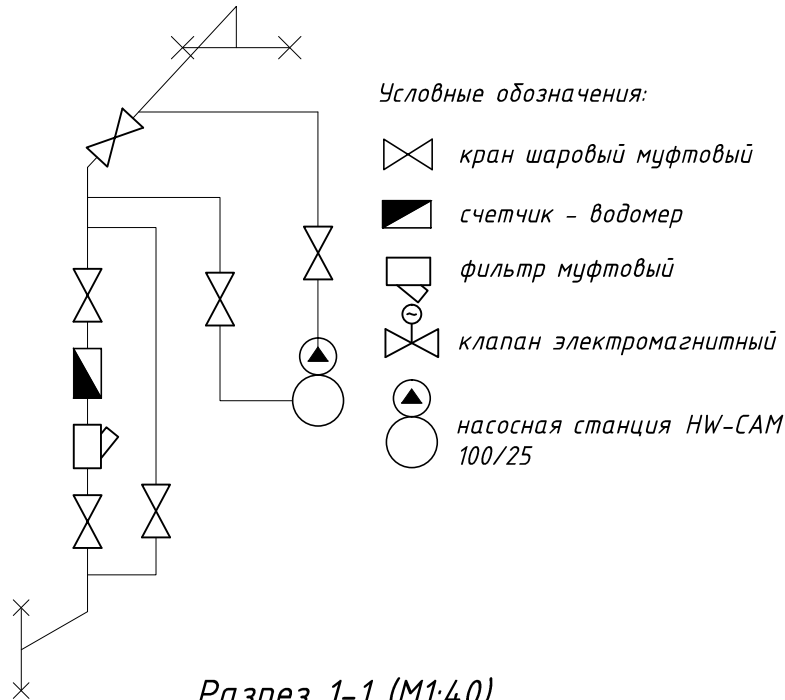 Условные обозначения:
кран шаровый муфтовый
счетчик - водомер
фильтр муфтовый
~
клапан электромагнитный
насосная станция HW-CAM
100/25
Разрез 1-1 (М1:40)